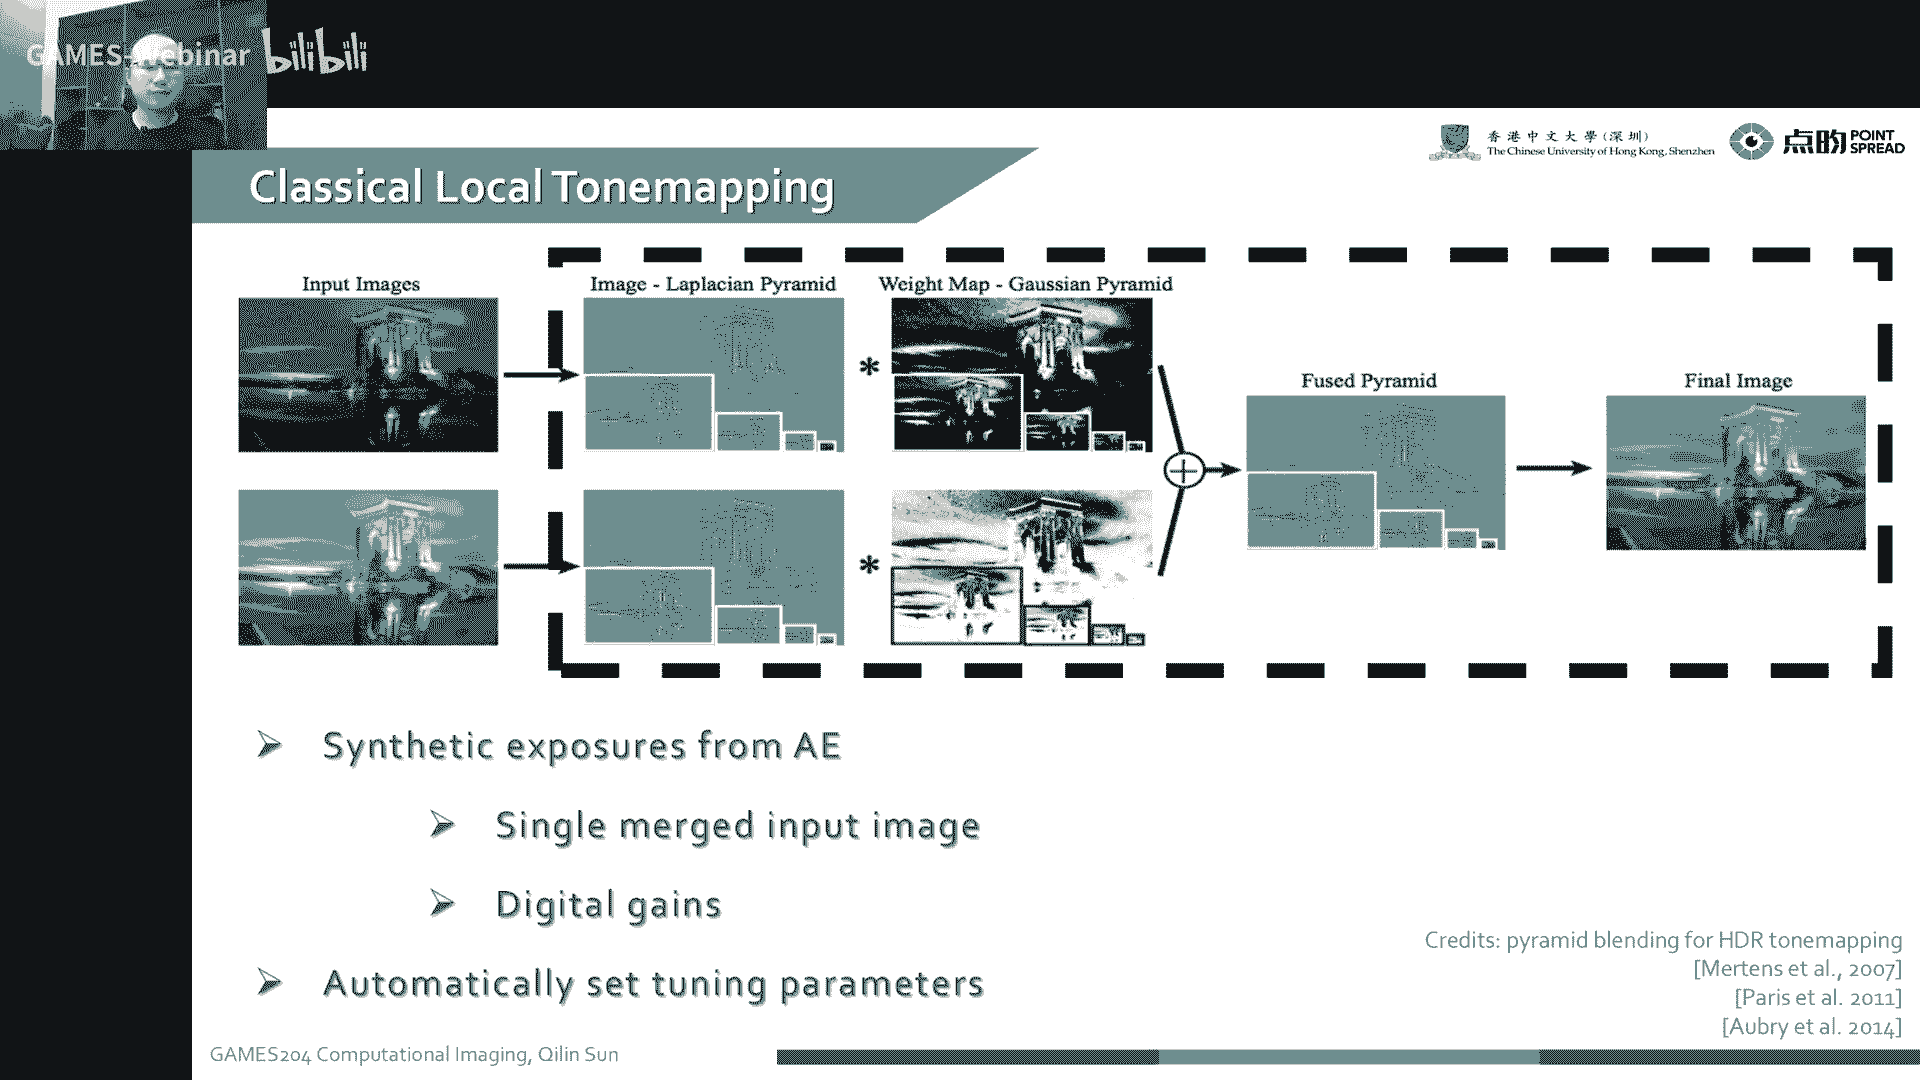 GAMES-Webinar bilibili
香港中文大學(深圳)
The Chinese University of Hong Kong, Shenzhen
点昀 POINT SPREAD
Classical Local Tonemapping
Input Images
Image - Laplacian Pyramid
Weight Map - Gaussian Pyramid
*
Fused Pyramid
Final Image
*
➢ Synthetic exposures from AE
➢ Single merged input image
➢ Digital gains
➢ Automatically set tuning parameters
Credits: pyramid blending for HDR tonemapping
[Mertens et al., 2007]
[Paris et al. 2011]
[Aubry et al. 2014]
GAMES204 Computational Imaging, Qilin Sun